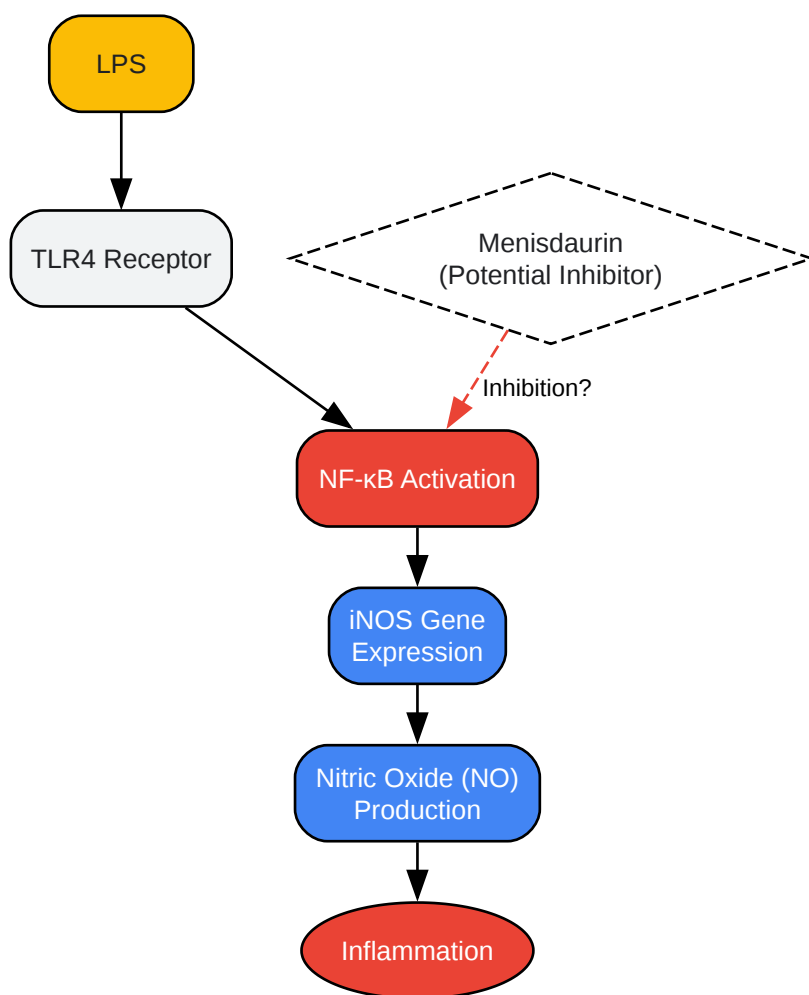 LPS
TLR4 Receptor
Menisdaurin
(Potential Inhibitor)
Inhibition?
NF-κB Activation
iNOS Gene
Expression
Nitric Oxide (NO)
Production
Inflammation